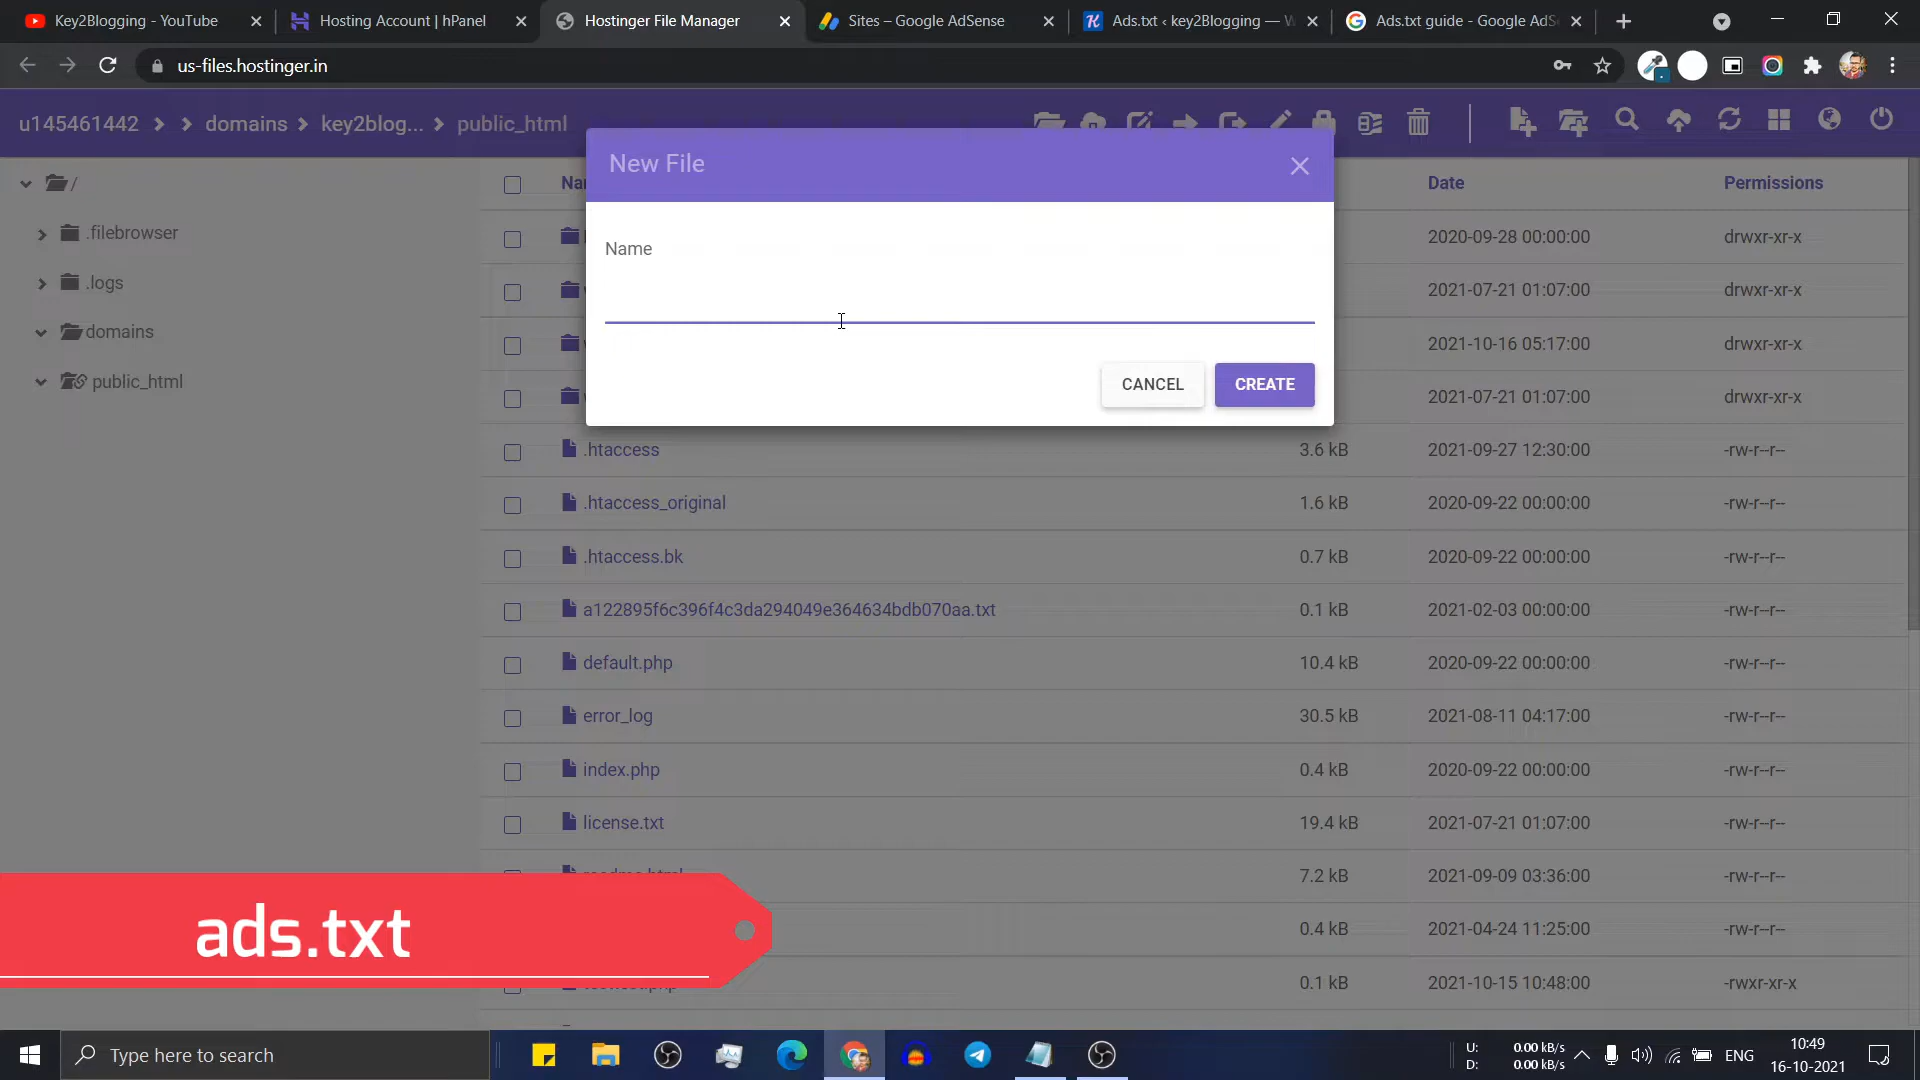 Key2Blogging - YouTube
Hosting Account | hPanel
Hostinger File Manager
Sites – Google AdSense
Ads.txt ‹ key2Blogging — W
Ads.txt guide - Google AdS
us-files.hostinger.in
u145461442
domains
key2blog...
public_html
New File
Name
CANCEL
CREATE
/
.filebrowser
.logs
domains
public_html
Date
Permissions
2020-09-28 00:00:00 drwxr-xr-x
2021-07-21 01:07:00 drwxr-xr-x
2021-10-16 05:17:00 drwxr-xr-x
2021-07-21 01:07:00 drwxr-xr-x
.htaccess 3.6 kB 2021-09-27 12:30:00 -rw-r--r--
.htaccess_original 1.6 kB 2020-09-22 00:00:00 -rw-r--r--
.htaccess.bk 0.7 kB 2020-09-22 00:00:00 -rw-r--r--
a122895f6c396f4c3da294049e364634bdb070aa.txt 0.1 kB 2021-02-03 00:00:00 -rw-r--r--
default.php 10.4 kB 2020-09-22 00:00:00 -rw-r--r--
error_log 30.5 kB 2021-08-11 04:17:00 -rw-r--r--
index.php 0.4 kB 2020-09-22 00:00:00 -rw-r--r--
license.txt 19.4 kB 2021-07-21 01:07:00 -rw-r--r--
7.2 kB 2021-09-09 03:36:00 -rw-r--r--
0.4 kB 2021-04-24 11:25:00 -rw-r--r--
0.1 kB 2021-10-15 10:48:00 -rwxr-xr-x
ads.txt
Type here to search
U: 0.00 kB/s
D: 0.00 kB/s
ENG
10:49
16-10-2021